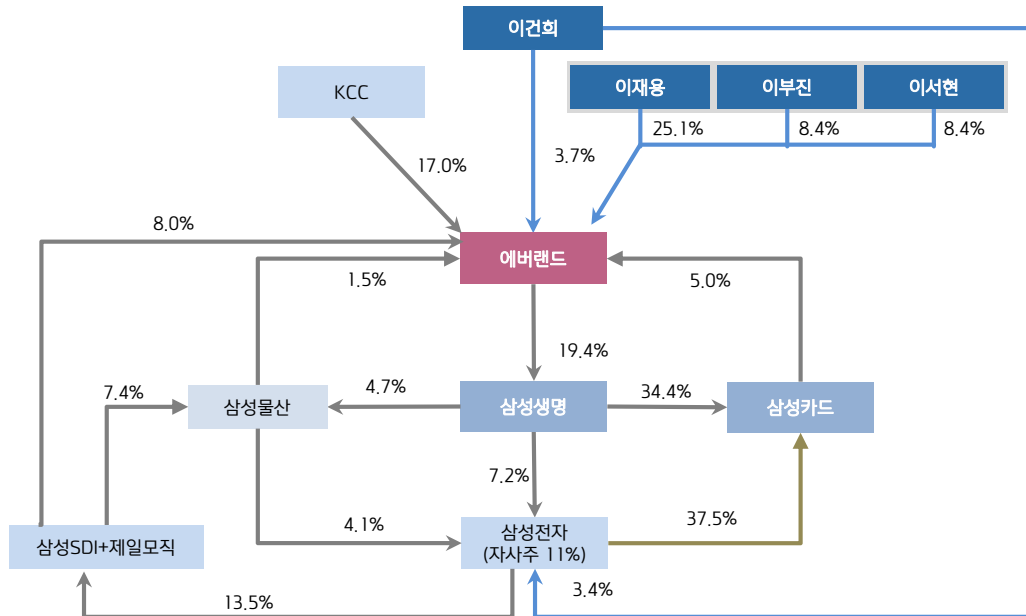 이건희
KCC
이재용
이부진
이서현
25.1%
8.4%
8.4%
17.0%
3.7%
8.0%
에버랜드
1.5%
5.0%
19.4%
7.4%
4.7%
34.4%
삼성물산
삼성생명
삼성카드
7.2%
4.1%
37.5%
삼성SDI+제일모직
삼성전자
(자사주 11%)
13.5%
3.4%